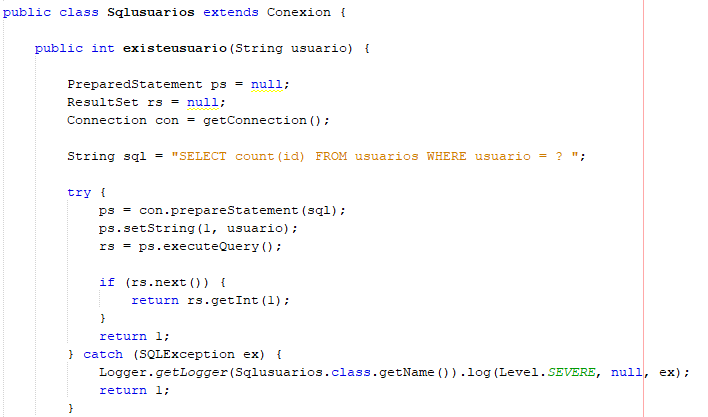 public class Sqlusuarios extends Conexion {
public int existeusuario(String usuario) {
PreparedStatement ps = null;
ResultSet rs = null;
Connection con = getConnection();
String sql = "SELECT count(id) FROM usuarios WHERE usuario = ? ";
try {
ps = con.prepareStatement(sql);
ps.setString(1, usuario);
rs = ps.executeQuery();
if (rs.next()) {
return rs.getInt(1);
}
return 1;
} catch (SQLException ex) {
Logger.getLogger(Sqlusuarios.class.getName()).log(Level.SEVERE, null, ex);
return 1;
}